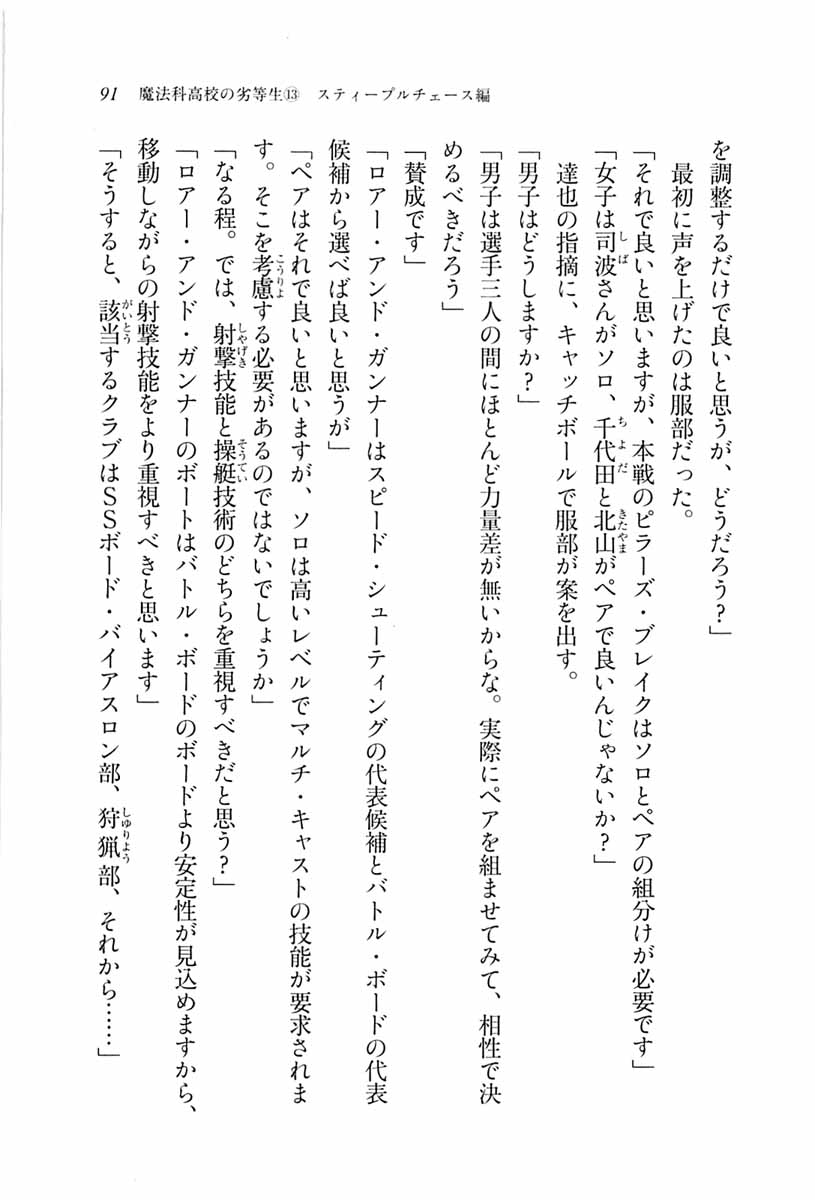 91　魔法科高校の劣等生⑬　スティープルチェース編
を調整するだけで良いと思うが、どうだろう？」
　最初に声を上げたのは服部だった。
「それで良いと思いますが、本戦のピラーズ・ブレイクはソロとペアの組分けが必要です」
「女子は司波さんがソロ、千代田と北山がペアで良いんじゃないか？」
　達也の指摘に、キャッチボールで服部が案を出す。
「男子はどうしますか？」
「男子は選手三人の間にほとんど力量差が無いからな。実際にペアを組ませてみて、相性で決
めるべきだろう」
「賛成です」
「ロアー・アンド・ガンナーはスピード・シューティングの代表候補とバトル・ボードの代表
候補から選べば良いと思うが」
「ペアはそれで良いと思いますが、ソロは高いレベルでマルチ・キャストの技能が要求されま
す。そこを考慮する必要があるのではないでしょうか」
「なる程。では、射撃技能と操艇技術のどちらを重視すべきだと思う？」
「ロアー・アンド・ガンナーのボートはバトル・ボードのボードより安定性が見込めますから、
移動しながらの射撃技能をより重視すべきと思います」
「そうすると、該当するクラブはＳＳボード・バイアスロン部、狩猟部、それから……」